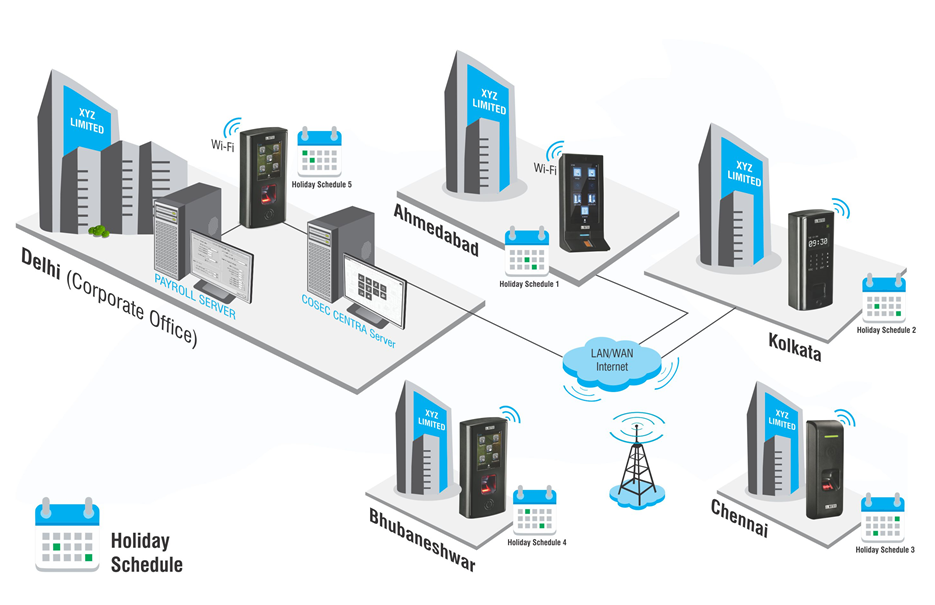 XYZ
LIMITED
Wi-Fi
Holiday Schedule 5
PAYROLL SERVER
COSEC CENTRA Server
Delhi (Corporate Office)
XYZ
LIMITED
Wi-Fi
Ahmedabad
Holiday Schedule 1
XYZ
LIMITED
09:30
Kolkata
Holiday Schedule 2
LAN/WAN
Internet
XYZ
LIMITED
Bhubaneshwar
Holiday Schedule 4
XYZ
LIMITED
Chennai
Holiday Schedule 3
Holiday
Schedule